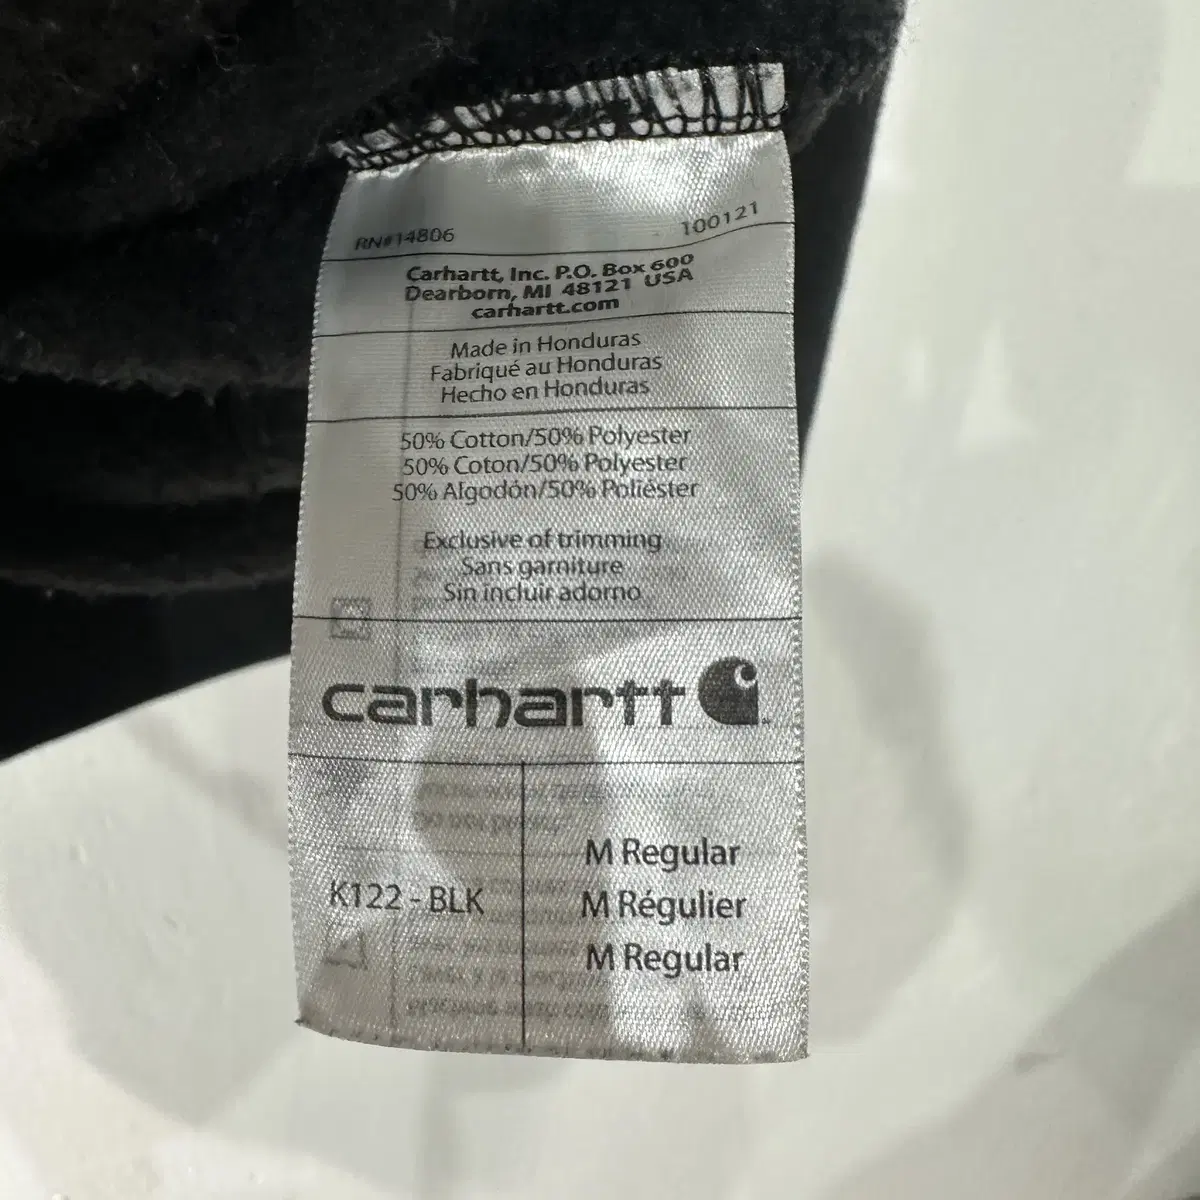 RN#14806
100121
Carhartt, Inc. P.O. Box 600
Dearborn, MI 48121 USA
carhartt.com
Made in Honduras
Fabriqué au Honduras
Hecho en Honduras
50% Cotton/50% Polyester
50% Coton/50% Polyester
50% Algodón/50% Poliéster
Exclusive of trimming
Sans garniture
Sin incluir adorno
carhartt
K122 - BLK
M Regular
M Régulier
M Regular